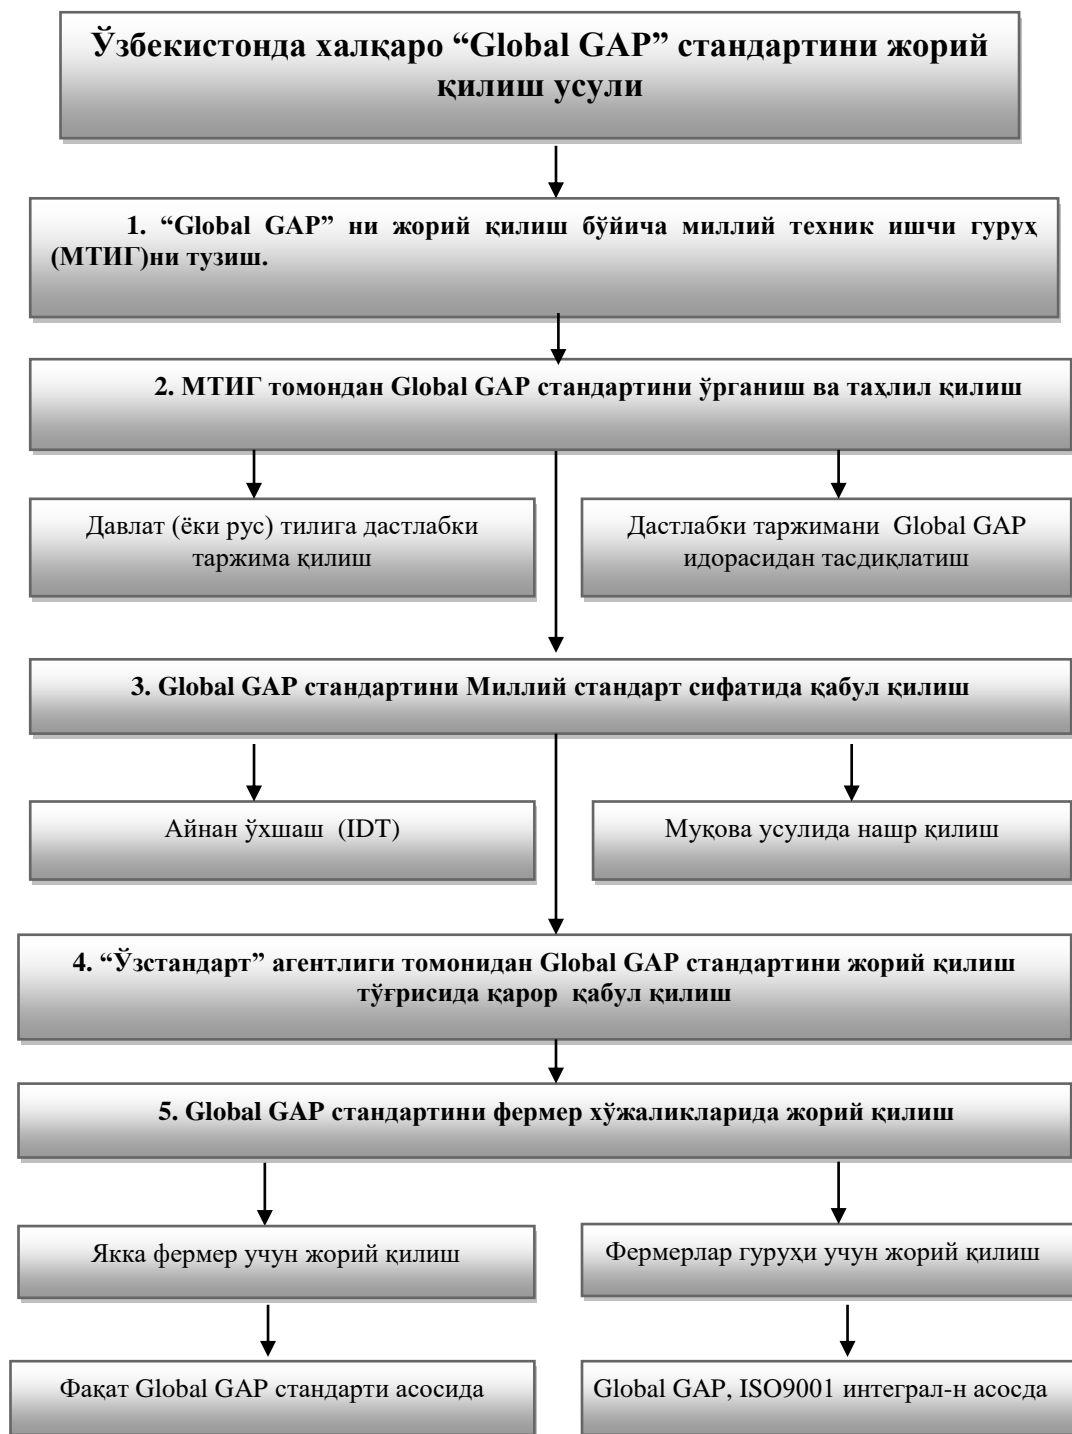 Ўзбекистонда халқаро “Global GAP” стандартини жорий
қилиш усули
1. “Global GAP” ни жорий қилиш бўйича миллий техник ишчи гуруҳ
(МТИГ)ни тузиш.
2. МТИГ томондан Global GAP стандартини ўрганиш ва таҳлил қилиш
Давлат (ёки рус) тилига дастлабки
таржима қилиш
Дастлабки таржимани Global GAP
идорасидан тасдиқлатиш
3. Global GAP стандартини Миллий стандарт сифатида қабул қилиш
Айнан ўхшаш (IDT)
Муқова усулида нашр қилиш
4. “Ўзстандарт” агентлиги томонидан Global GAP стандартини жорий қилиш
тўғрисида қарор қабул қилиш
5. Global GAP стандартини фермер хўжаликларида жорий қилиш
Якка фермер учун жорий қилиш
Фермерлар гуруҳи учун жорий қилиш
Фақат Global GAP стандарти асосида
Global GAP, ISO9001 интеграл-н асосда